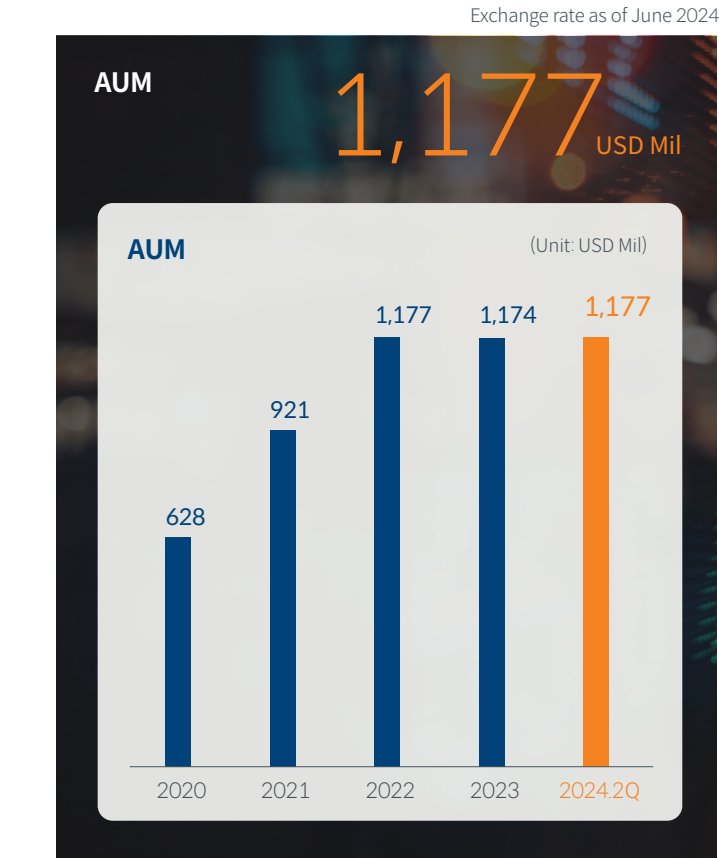 Exchange rate as of June 2024
AUM
1,177 USD Mil
AUM
(Unit: USD Mil)
1,177
1,174
1,177
921
628
2020
2021
2022
2023
2024.2Q